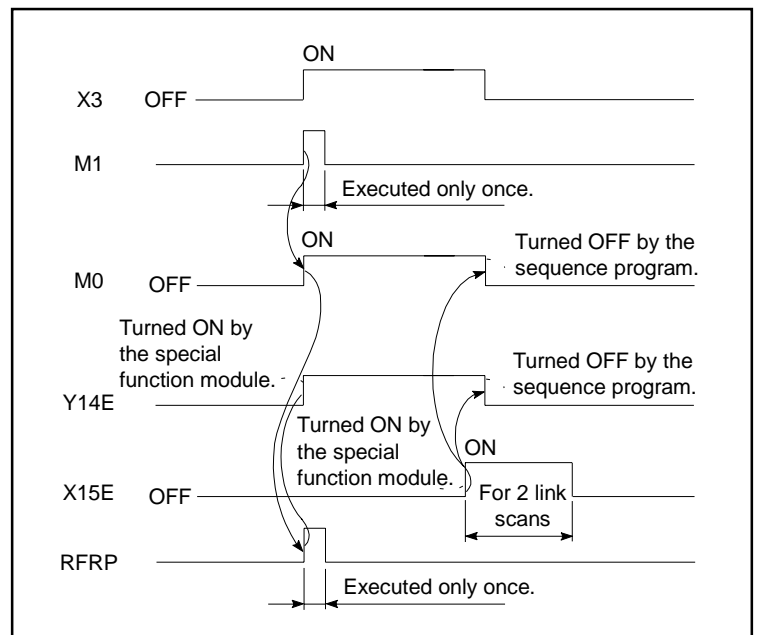 ON
X3 OFF
M1
Executed only once.
ON
Turned OFF by the
sequence program.
M0 OFF
Turned ON by
the special
function module.
Turned OFF by the
sequence program.
Y14E
Turned ON by
the special
function module.
ON
X15E OFF
For 2 link
scans
RFRP
Executed only once.